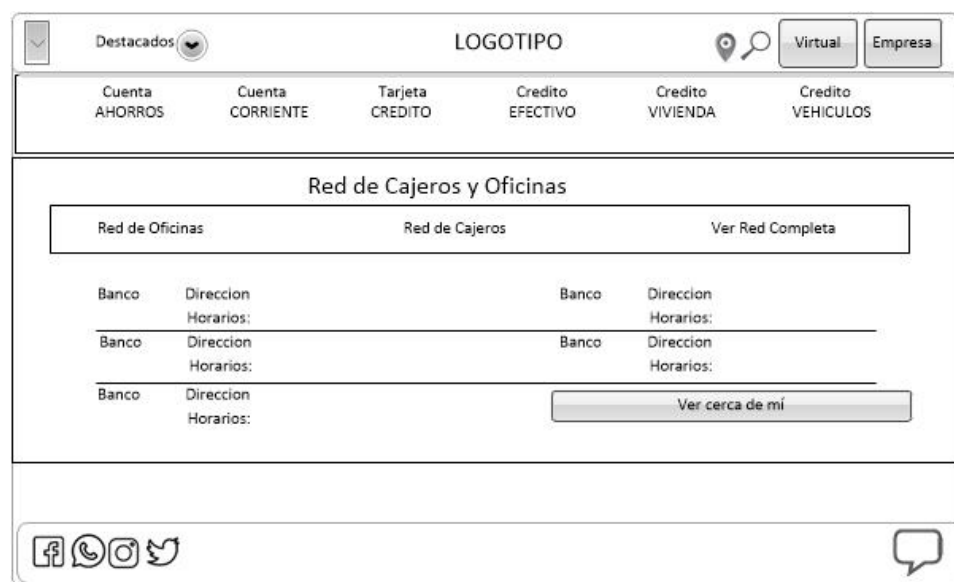 Destacados
LOGOTIPO
Virtual
Empresa
Cuenta
AHORROS
Cuenta
CORRIENTE
Tarjeta
CREDITO
Credito
EFECTIVO
Credito
VIVIENDA
Credito
VEHICULOS
Red de Cajeros y Oficinas
Red de Oficinas
Red de Cajeros
Ver Red Completa
Banco Direccion
Horarios:
Banco Direccion
Horarios:
Banco Direccion
Horarios:
Banco Direccion
Horarios:
Banco Direccion
Horarios:
Ver cerca de mí